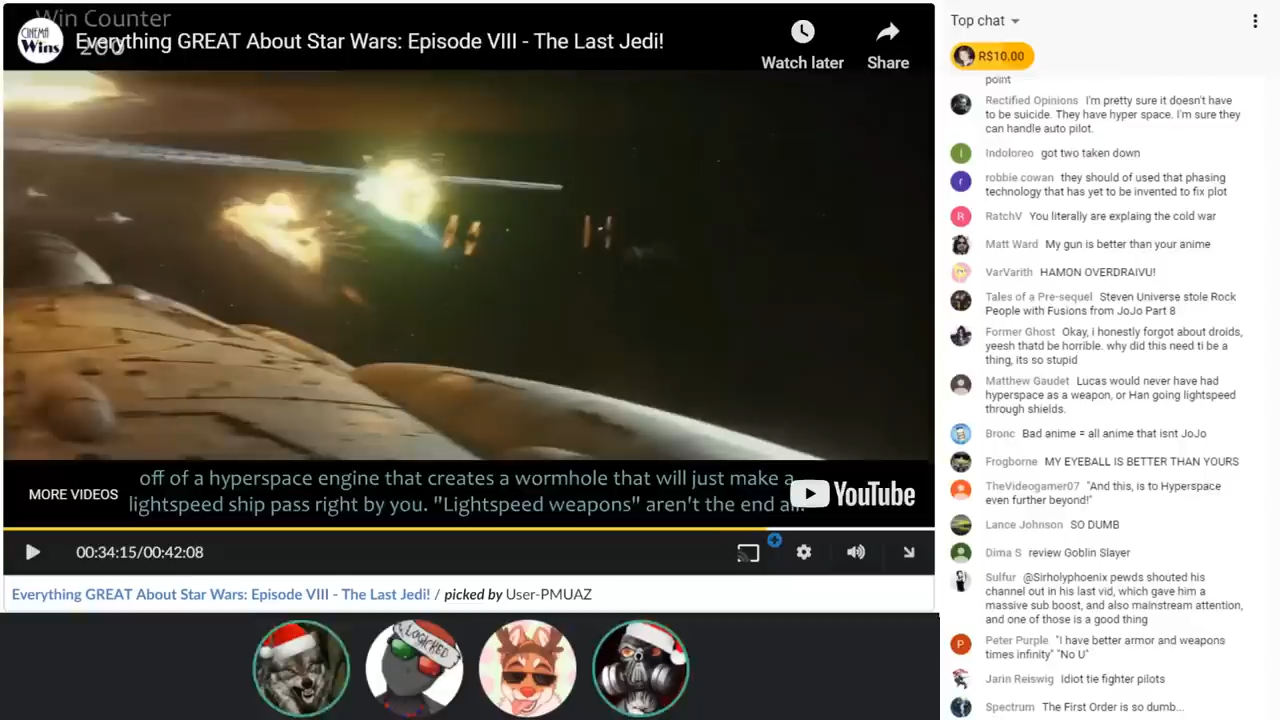 Win Counter
200
CINEMA
Wins
Everything GREAT About Star Wars: Episode VIII - The Last Jedi!
Watch later
Share
off of a hyperspace engine that creates a wormhole that will just make a
lightspeed ship pass right by you. "Lightspeed weapons" aren't the end
MORE VIDEOS
YouTube
00:34:15/00:42:08
Everything GREAT About Star Wars: Episode VIII - The Last Jedi! / picked by User-PMUAZ
LOGICKED
Top chat
R$10.00
point
Rectified Opinions I'm pretty sure it doesn't have
to be suicide. They have hyper space. I'm sure they
can handle auto pilot.
I
Indoloreo got two taken down
r
robbie cowan they should of used that phasing
technology that has yet to be invented to fix plot
R
RatchV You literally are explaing the cold war
Matt Ward My gun is better than your anime
VarVarith HAMON OVERDRAIVU!
Tales of a Pre-sequel Steven Universe stole Rock
People with Fusions from JoJo Part 8
Former Ghost Okay, i honestly forgot about droids,
yeesh thatd be horrible. why did this need ti be a
thing, its so stupid
Matthew Gaudet Lucas would never have had
hyperspace as a weapon, or Han going lightspeed
through shields.
Bronc Bad anime = all anime that isnt JoJo
Frogborne MY EYEBALL IS BETTER THAN YOURS
TheVideogamer07 "And this, is to Hyperspace
even further beyond!"
Lance Johnson SO DUMB
Dima S review Goblin Slayer
Sulfur @Sirholyphoenix pewds shouted his
channel out in his last vid, which gave him a
massive sub boost, and also mainstream attention,
and one of those is a good thing
P
Peter Purple "I have better armor and weapons
times infinity" "No U"
Jarin Reiswig Idiot tie fighter pilots
Spectrum The First Order is so dumb...